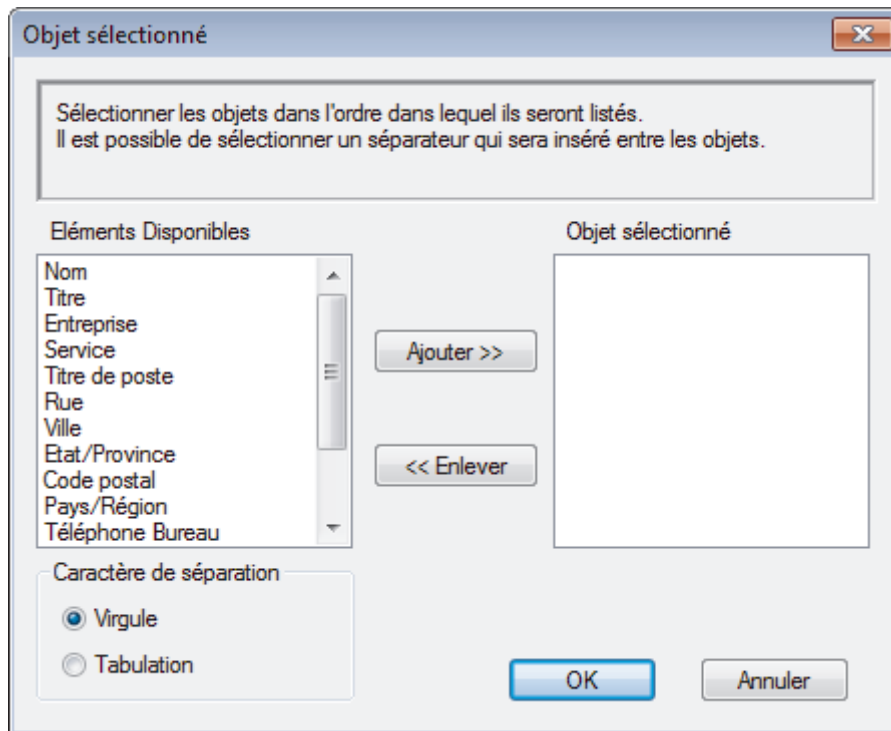 Objet sélectionné
Sélectionner les objets dans l'ordre dans lequel ils seront listés.
Il est possible de sélectionner un séparateur qui sera inséré entre les objets.
Eléments Disponibles
Objet sélectionné
Nom
Titre
Entreprise
Service
Titre de poste
Rue
Ville
Etat/Province
Code postal
Pays/Région
Téléphone Bureau
Ajouter >>
<< Enlever
Caractère de séparation
Virgule
Tabulation
OK
Annuler